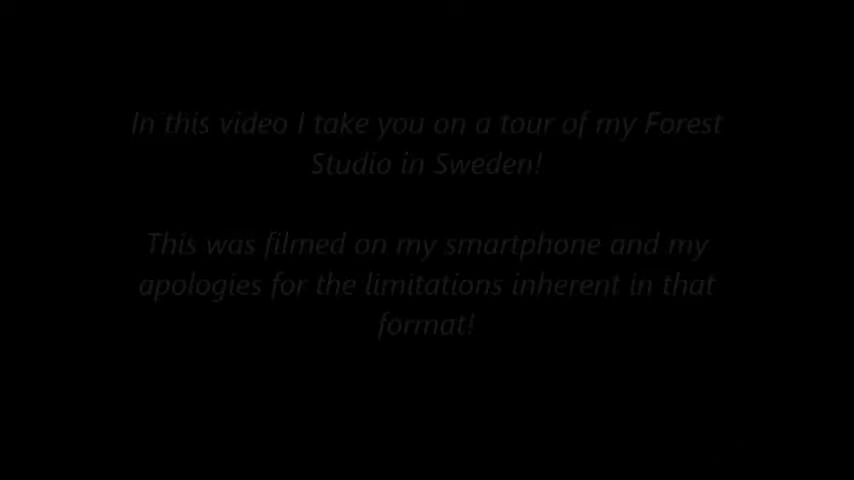 In this video I take you on a tour of my Forest
Studio in Sweden!
This was filmed on my smartphone and my
apologies for the limitations inherent in that
format!